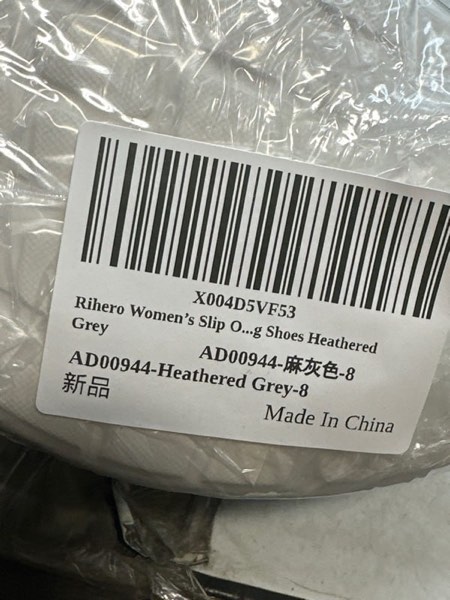 X004D5VF53
Rihero Women’s Slip O...g Shoes Heathered
Grey
AD00944-麻灰色-8
AD00944-Heathered Grey-8
新品
Made In China